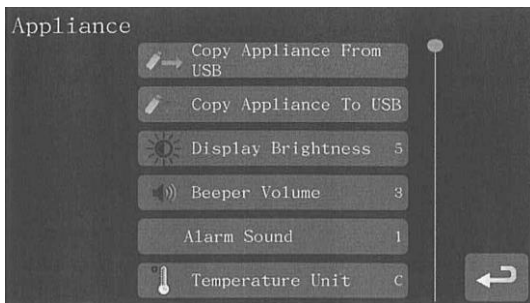 Appliance
Copy Appliance From
USB
Copy Appliance To USB
Display Brightness 5
Beeper Volume 3
Alarm Sound 1
Temperature Unit C